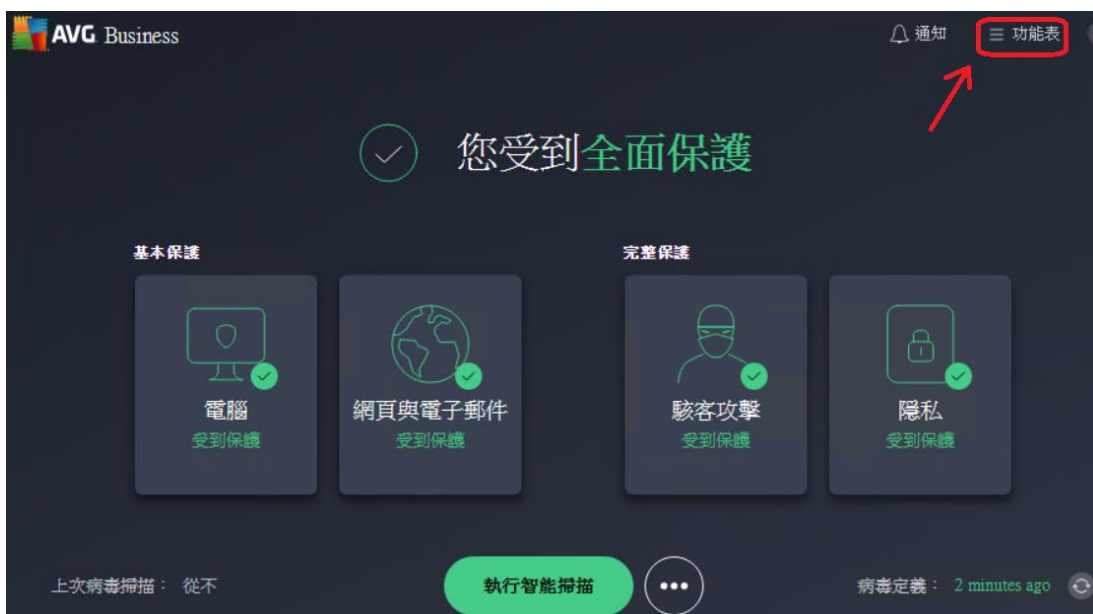 AVG Business
通知
功能表
您受到全面保護
基本保護
完整保護
電腦
受到保護
網頁與電子郵件
受到保護
駭客攻擊
受到保護
隱私
受到保護
上次病毒掃描： 從不
執行智能掃描
病毒定義： 2 minutes ago